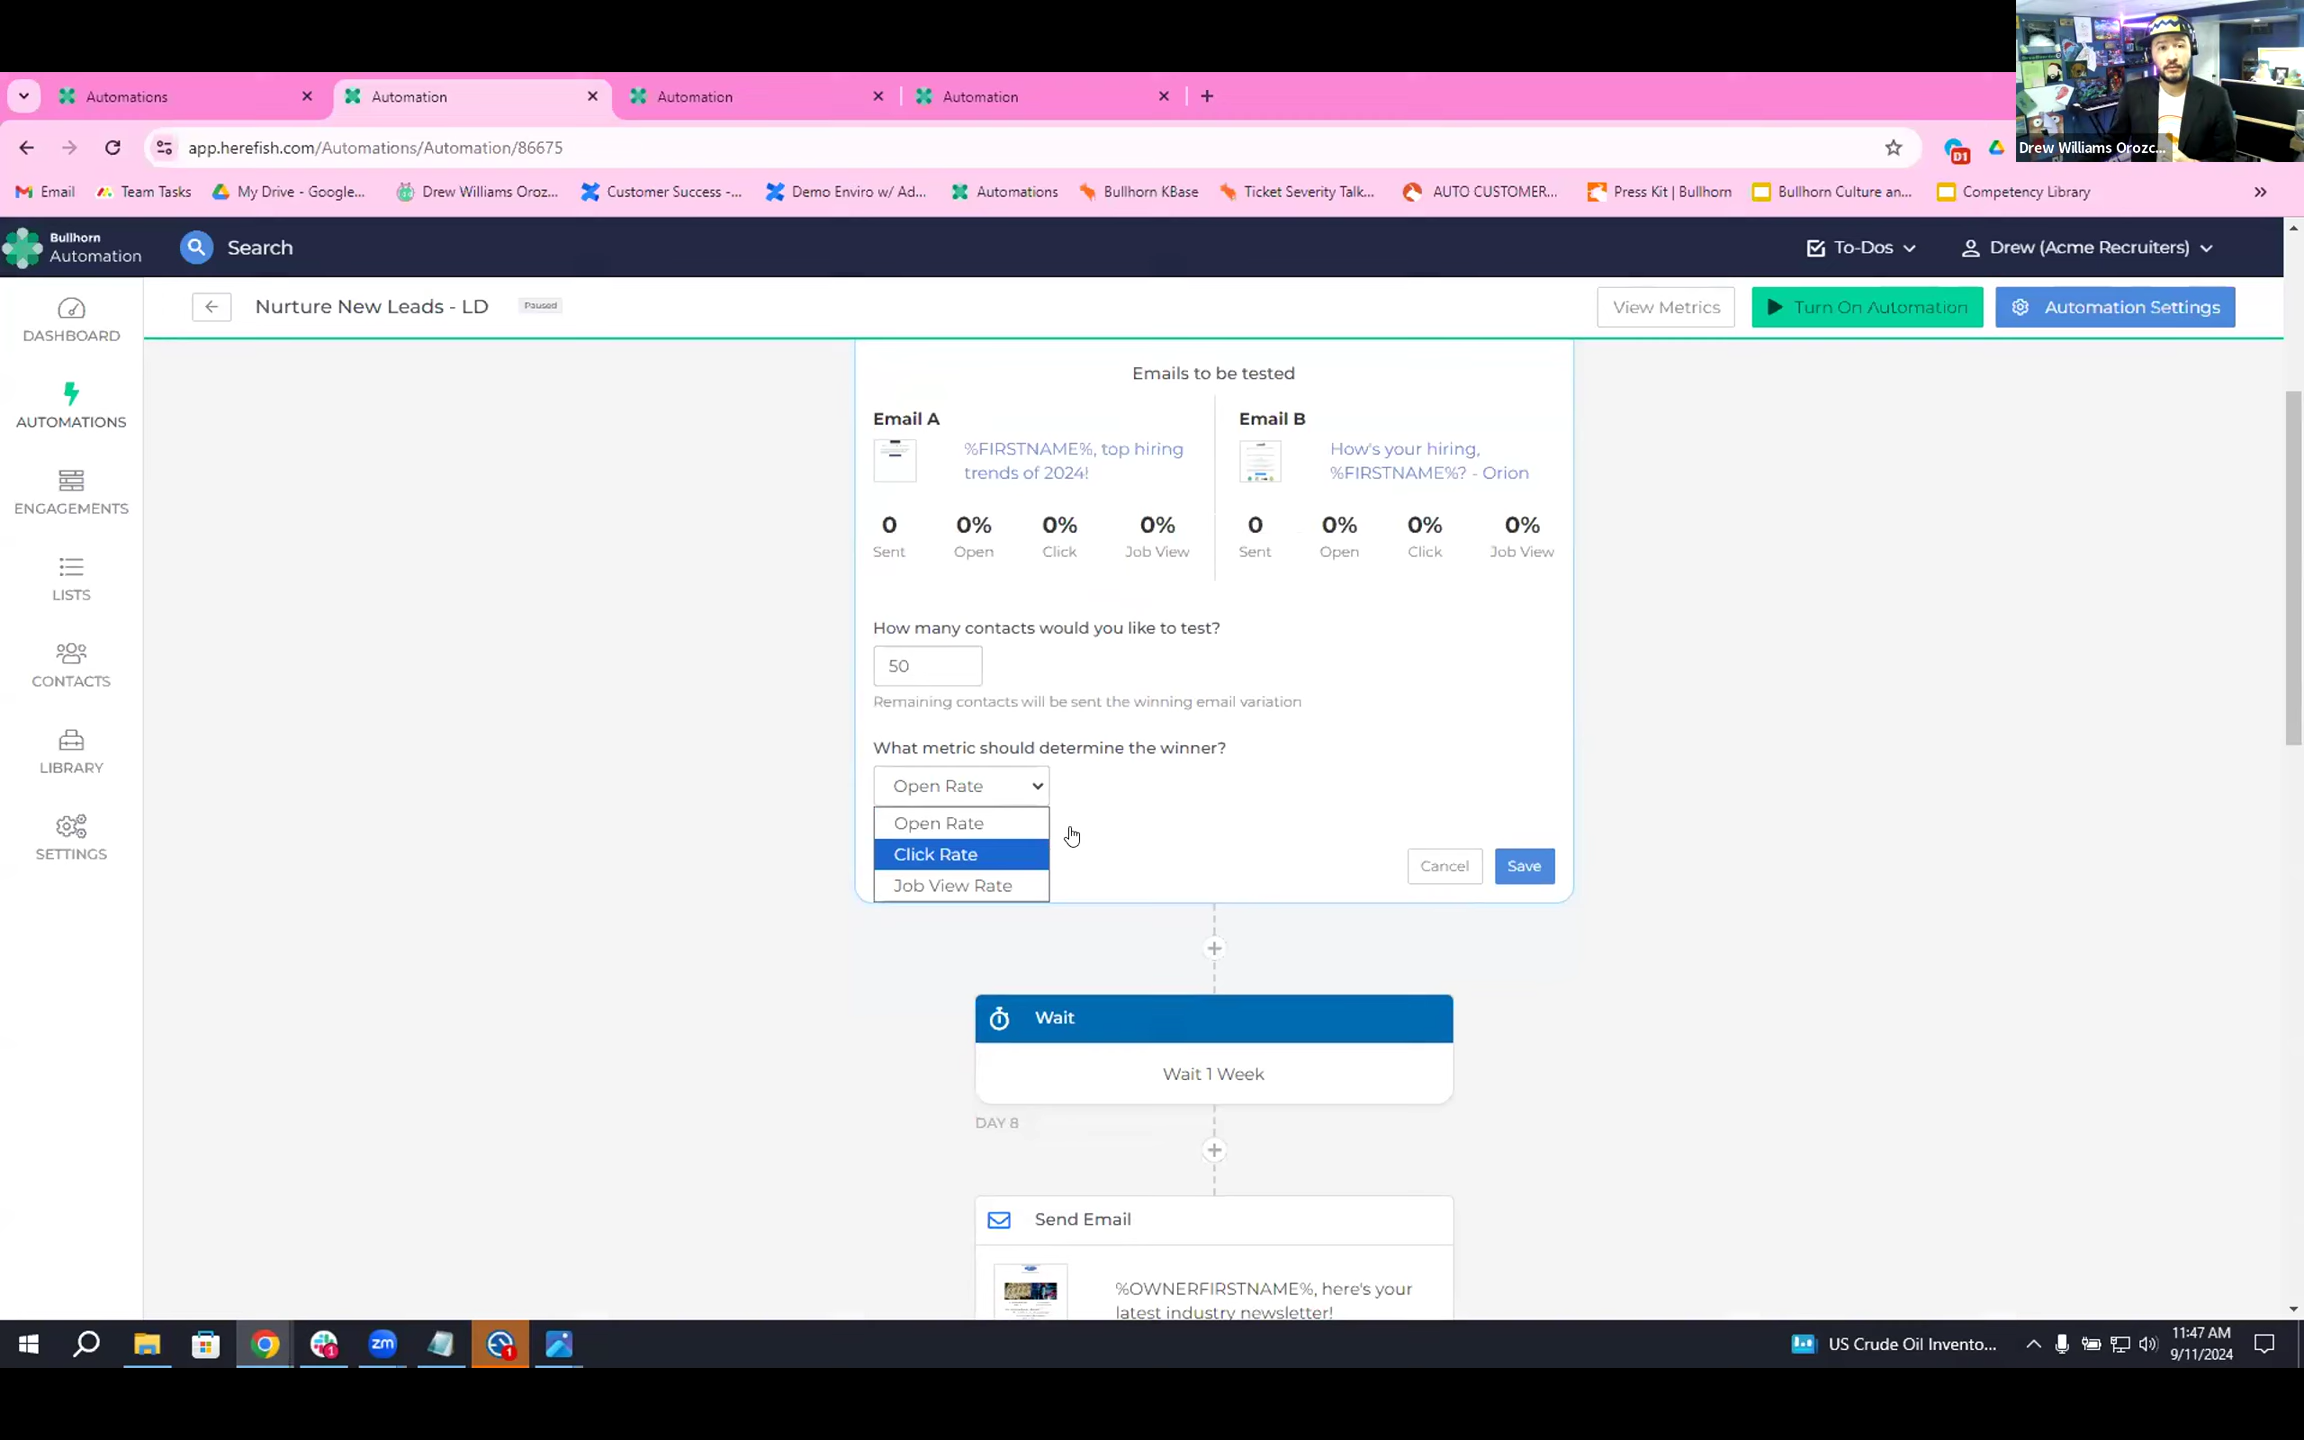 Automations
Automation
Automation
Automation
app.herefish.com/Automations/Automation/86675
D1
Drew Williams Orozc...
Email
Team Tasks
My Drive - Google...
Drew Williams Oroz...
Customer Success -...
Demo Enviro w/ Ad...
Automations
Bullhorn KBase
Ticket Severity Talk...
AUTO CUSTOMER...
Press Kit | Bullhorn
Bullhorn Culture an...
Competency Library
Bullhorn
Automation
Search
To-Dos
Drew (Acme Recruiters)
Nurture New Leads - LD
Paused
View Metrics
Turn On Automation
Automation Settings
DASHBOARD
AUTOMATIONS
ENGAGEMENTS
LISTS
CONTACTS
LIBRARY
SETTINGS
Emails to be tested
Email A
%FIRSTNAME%, top hiring
trends of 2024!
0
0%
0%
0%
Sent
Open
Click
Job View
Email B
How's your hiring,
%FIRSTNAME%? - Orion
0
0%
0%
0%
Sent
Open
Click
Job View
How many contacts would you like to test?
50
Remaining contacts will be sent the winning email variation
What metric should determine the winner?
Open Rate
Open Rate
Click Rate
Job View Rate
Cancel
Save
Wait
Wait 1 Week
DAY 8
Send Email
%OWNERFIRSTNAME%, here's your
latest industry newsletter!
zm
1
1
US Crude Oil Invento...
11:47 AM
9/11/2024